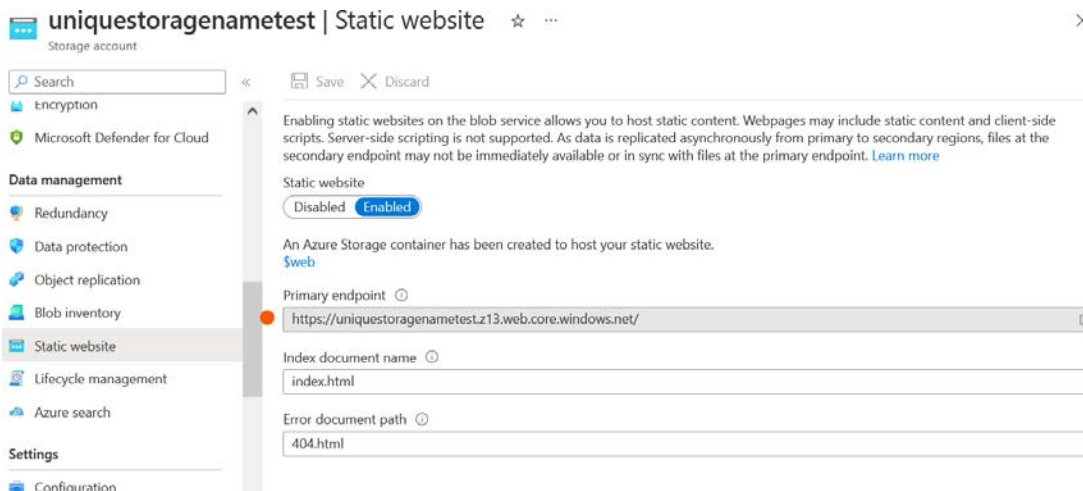 uniquestoragenametest | Static website
Storage account
Search
Encryption
Microsoft Defender for Cloud
Data management
Redundancy
Data protection
Object replication
Blob inventory
Static website
Lifecycle management
Azure search
Settings
Configuration
Save Discard
Enabling static websites on the blob service allows you to host static content. Webpages may include static content and client-side
scripts. Server-side scripting is not supported. As data is replicated asynchronously from primary to secondary regions, files at the
secondary endpoint may not be immediately available or in sync with files at the primary endpoint. Learn more
Static website
Disabled Enabled
An Azure Storage container has been created to host your static website.
$web
Primary endpoint
https://uniquestoragenametest.z13.web.core.windows.net/
Index document name
index.html
Error document path
404.html